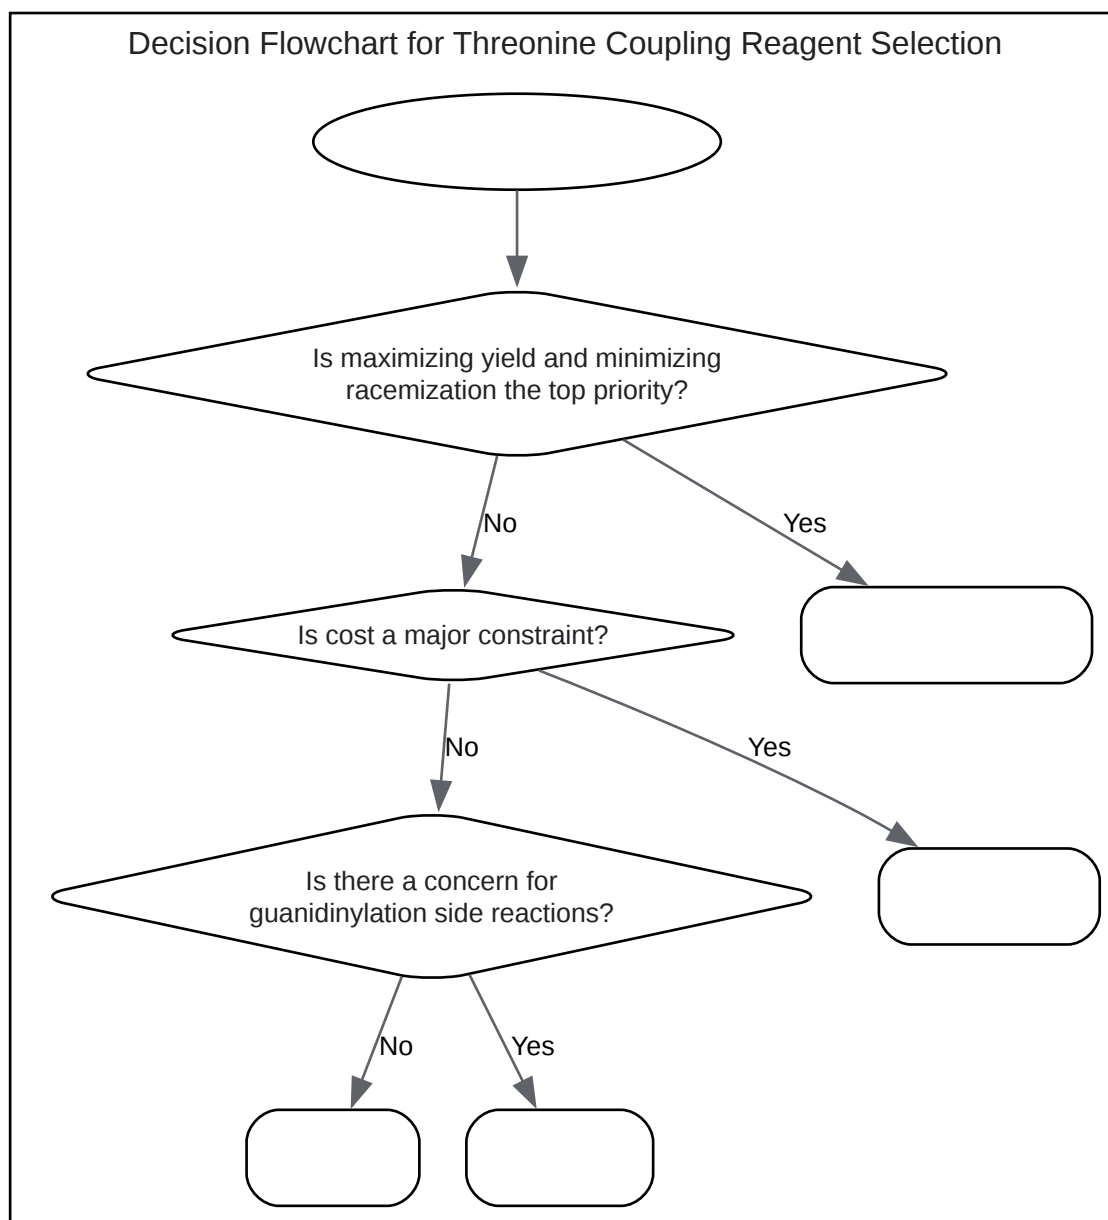 Decision Flowchart for Threonine Coupling Reagent Selection
Is maximizing yield and minimizing
racemization the top priority?
No
Yes
Is cost a major constraint?
No
Yes
Is there a concern for
guanidinylation side reactions?
No
Yes